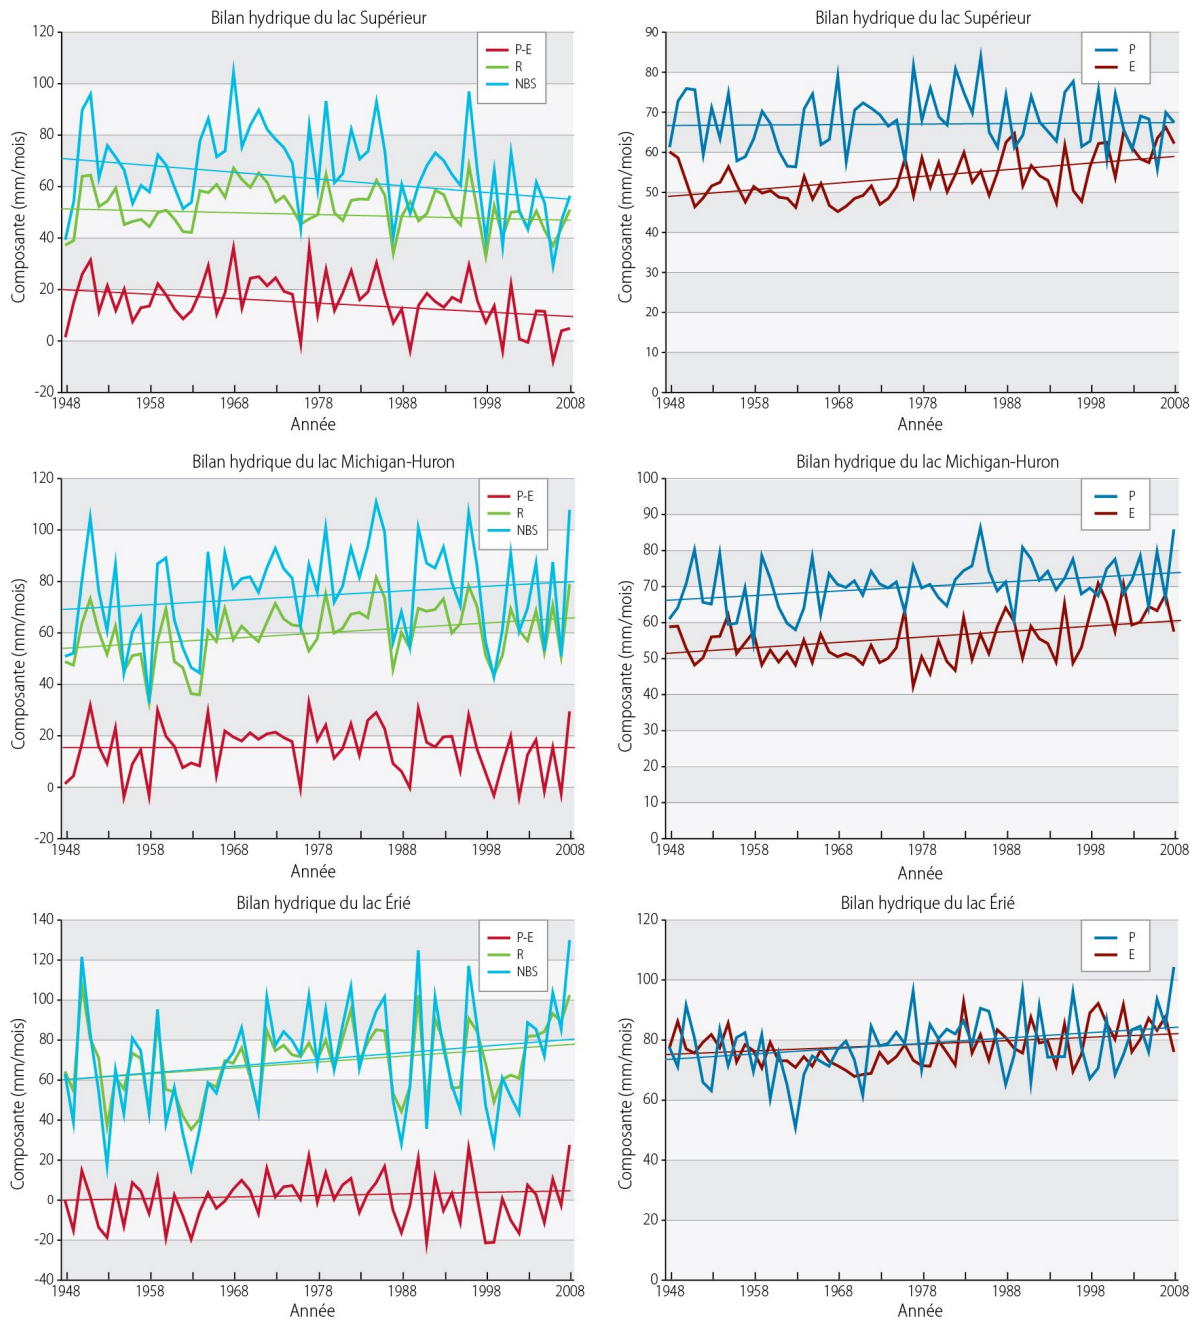 Bilan hydrique du lac Supérieur
Composante (mm/mois)
120
100
80
60
40
20
0
-20
P-E
R
NBS
1948 1958 1968 1978 1988 1998 2008
Année
Bilan hydrique du lac Supérieur
Composante (mm/mois)
90
80
70
60
50
40
30
20
10
0
P
E
1948 1958 1968 1978 1988 1998 2008
Année
Bilan hydrique du lac Michigan-Huron
Composante (mm/mois)
120
100
80
60
40
20
0
-20
P-E
R
NBS
1948 1958 1968 1978 1988 1998 2008
Année
Bilan hydrique du lac Michigan-Huron
Composante (mm/mois)
100
90
80
70
60
50
40
30
20
10
0
P
E
1948 1958 1968 1978 1988 1998 2008
Année
Bilan hydrique du lac Érié
Composante (mm/mois)
140
120
100
80
60
40
20
0
-20
-40
P-E
R
NBS
1948 1958 1968 1978 1988 1998 2008
Année
Bilan hydrique du lac Érié
Composante (mm/mois)
120
100
80
60
40
20
0
P
E
1948 1958 1968 1978 1988 1998 2008
Année